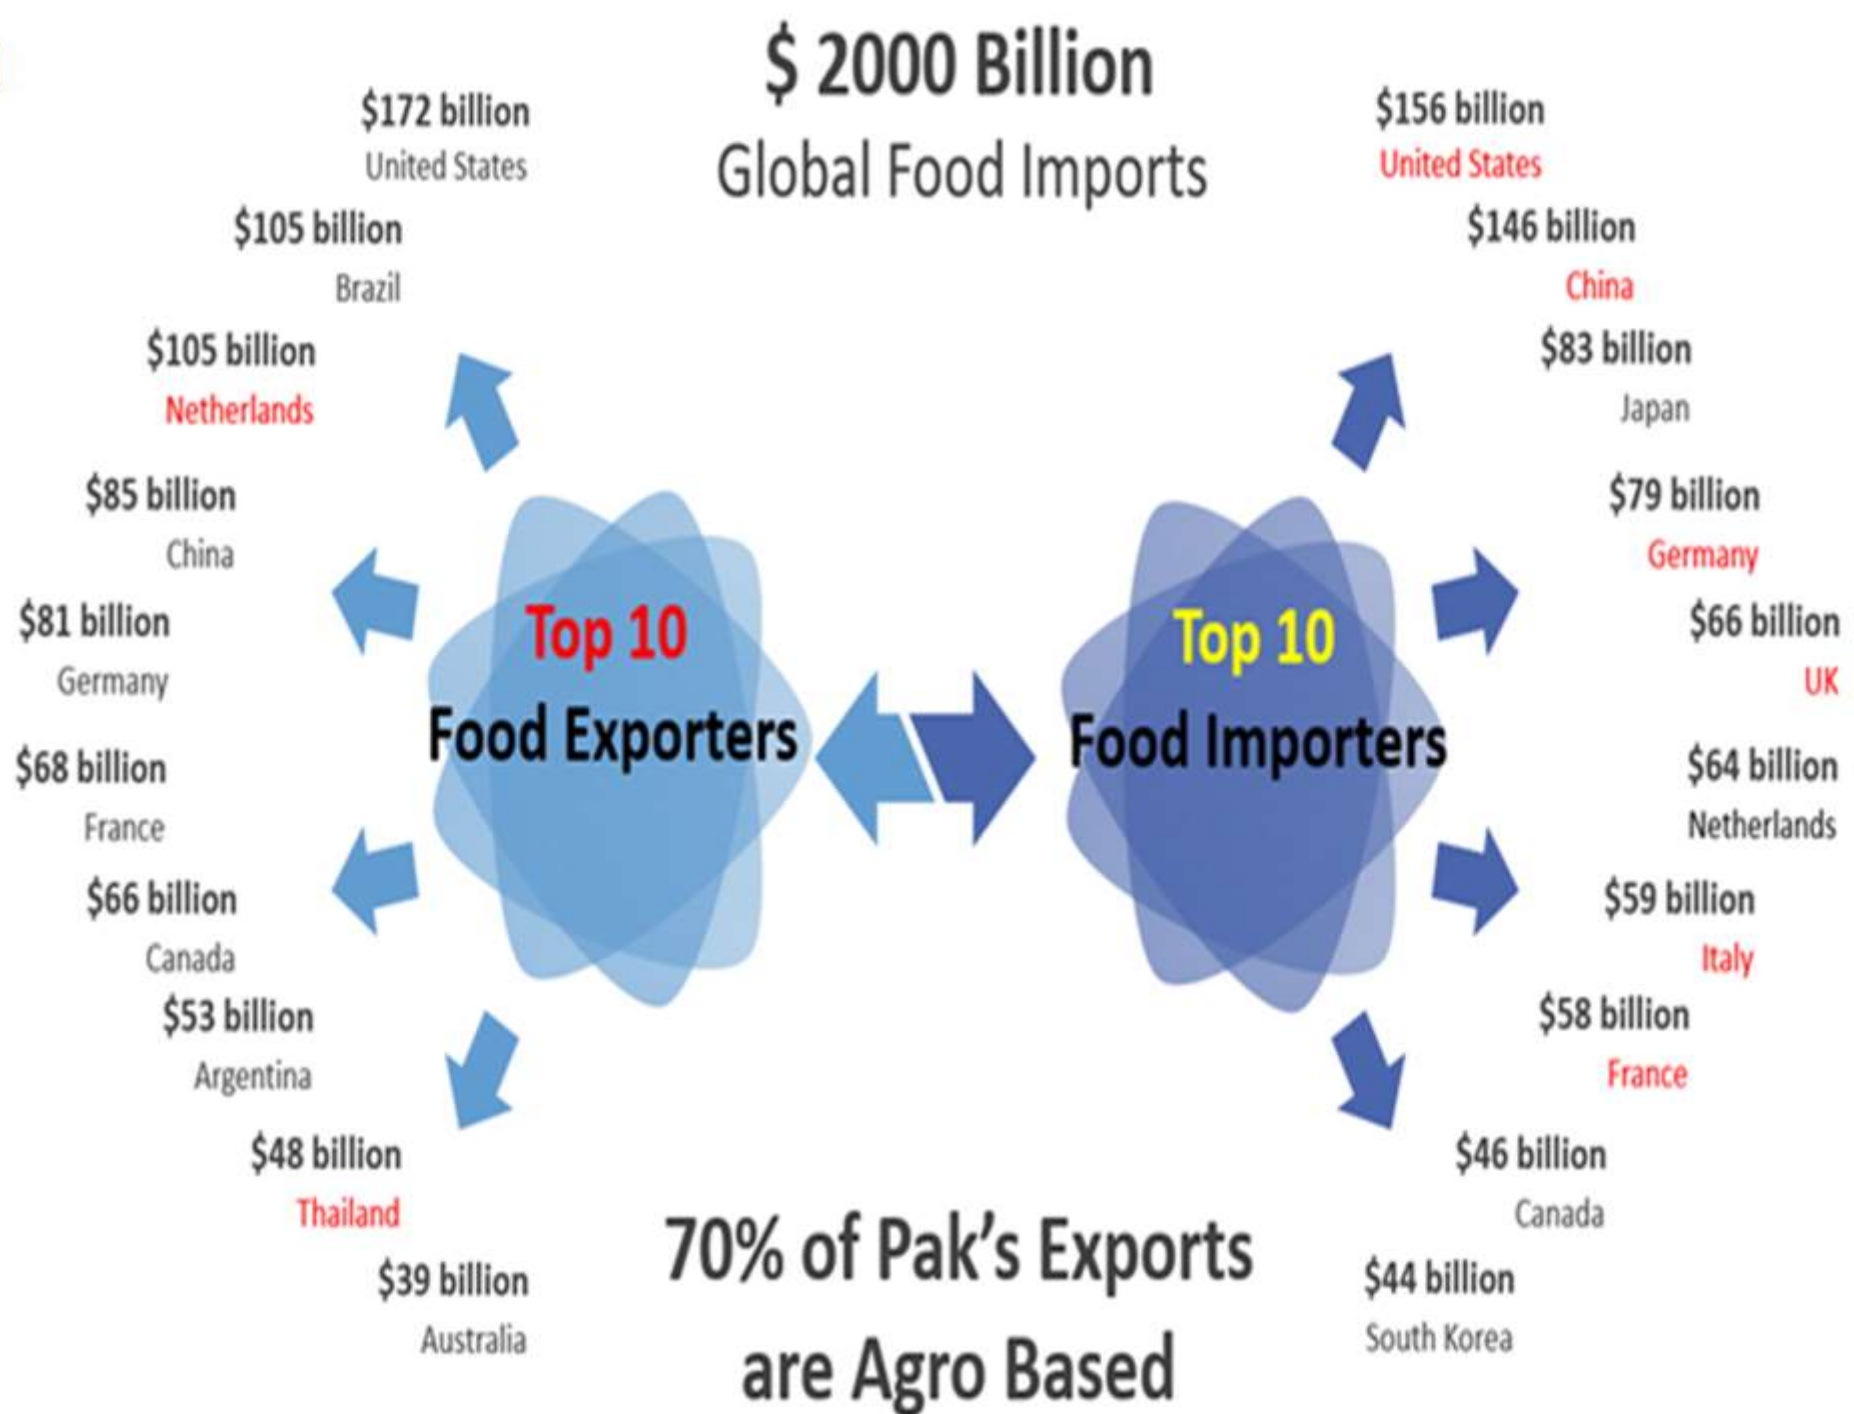 $ 2000 Billion
Global Food Imports
$172 billion
United States
$105 billion
Brazil
$105 billion
Netherlands
$85 billion
China
$81 billion
Germany
$68 billion
France
$66 billion
Canada
$53 billion
Argentina
$48 billion
Thailand
$39 billion
Australia
Top 10
Food Exporters
Top 10
Food Importers
$156 billion
United States
$146 billion
China
$83 billion
Japan
$79 billion
Germany
$66 billion
UK
$64 billion
Netherlands
$59 billion
Italy
$58 billion
France
$46 billion
Canada
$44 billion
South Korea
70% of Pak’s Exports
are Agro Based